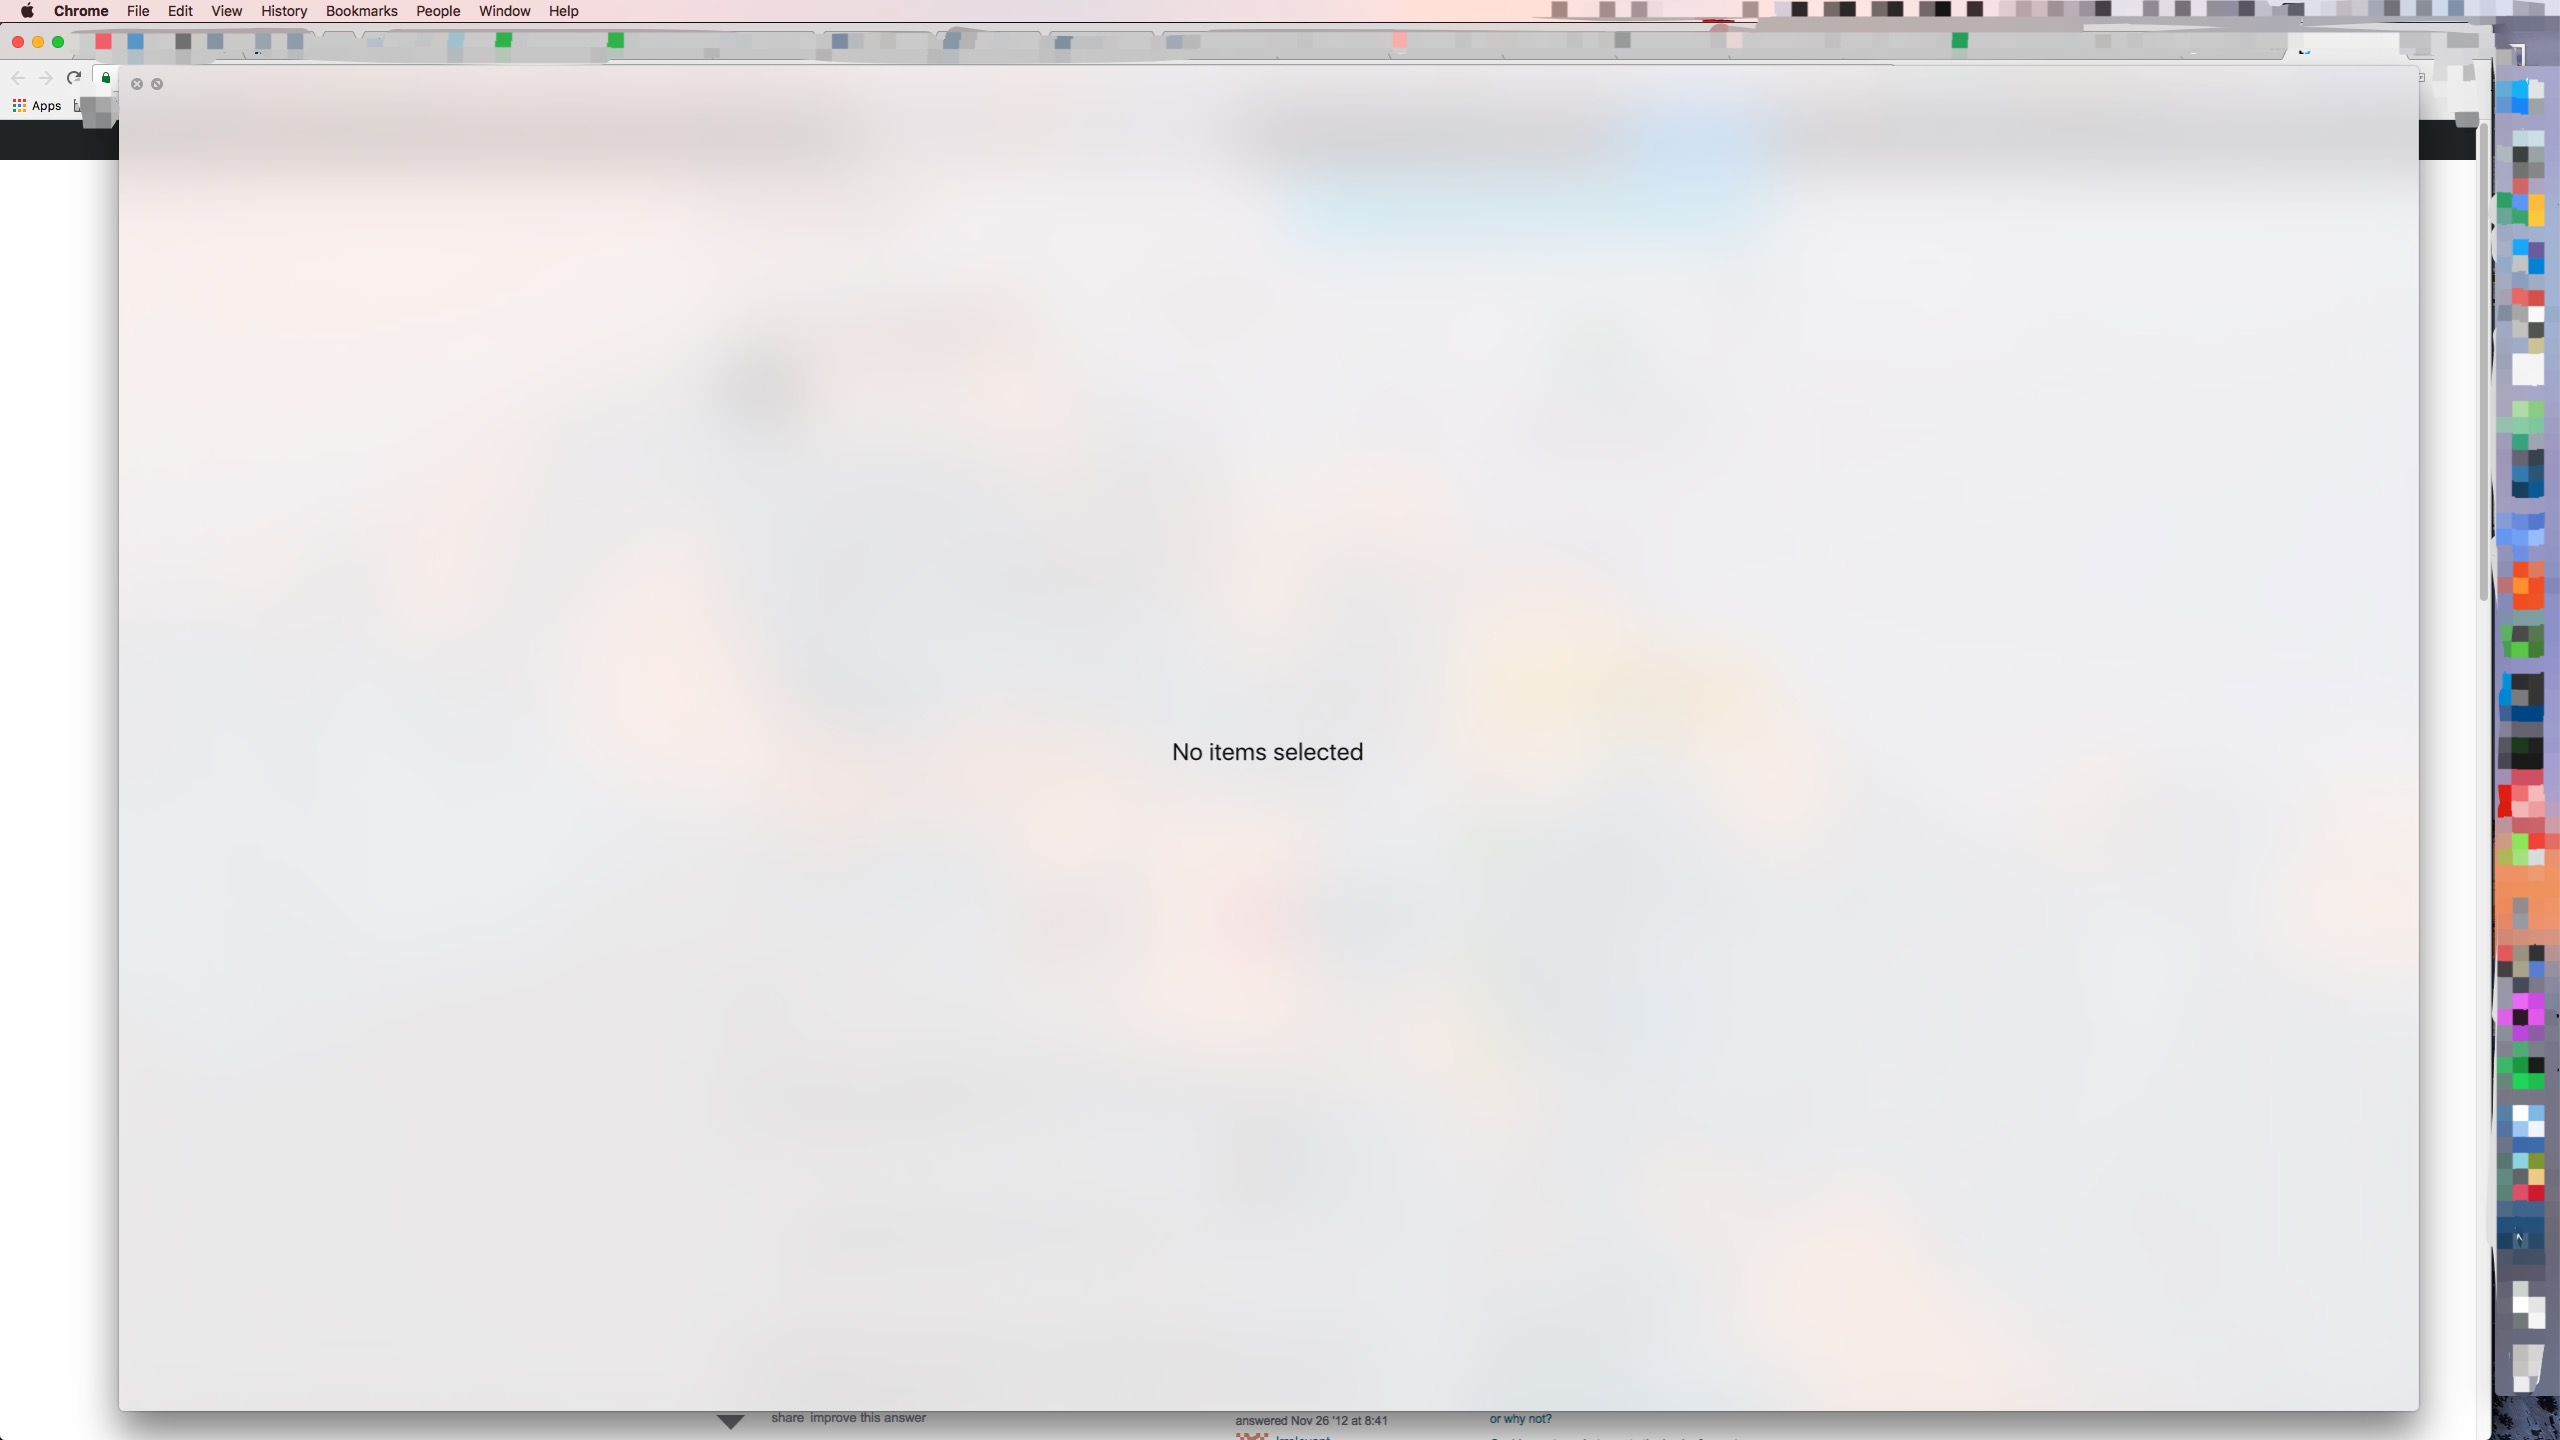 Chrome File Edit View History Bookmarks People Window Help
Apps
No items selected
share improve this answer
answered Nov 26 '12 at 8:41
or why not?